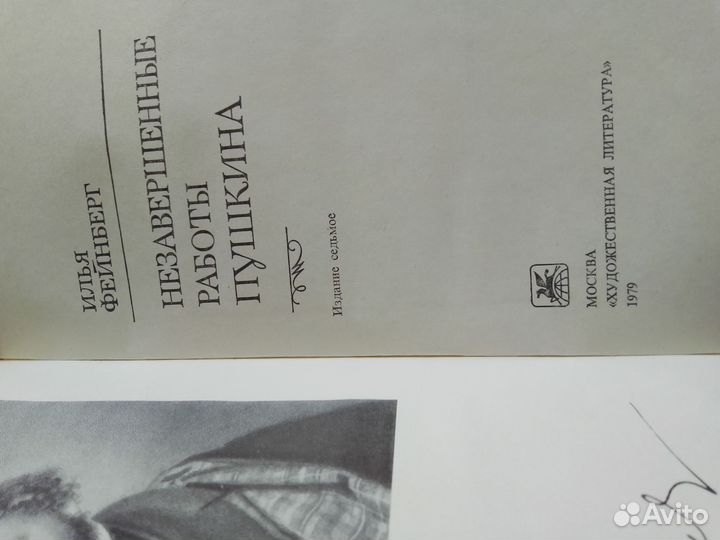 ИЛЬЯ
ФЕЙНБЕРГ
НЕЗАВЕРШЕННЫЕ
РАБОТЫ
ПУШКИНА
Издание седьмое
МОСКВА
«ХУДОЖЕСТВЕННАЯ ЛИТЕРАТУРА»
1979
Avito